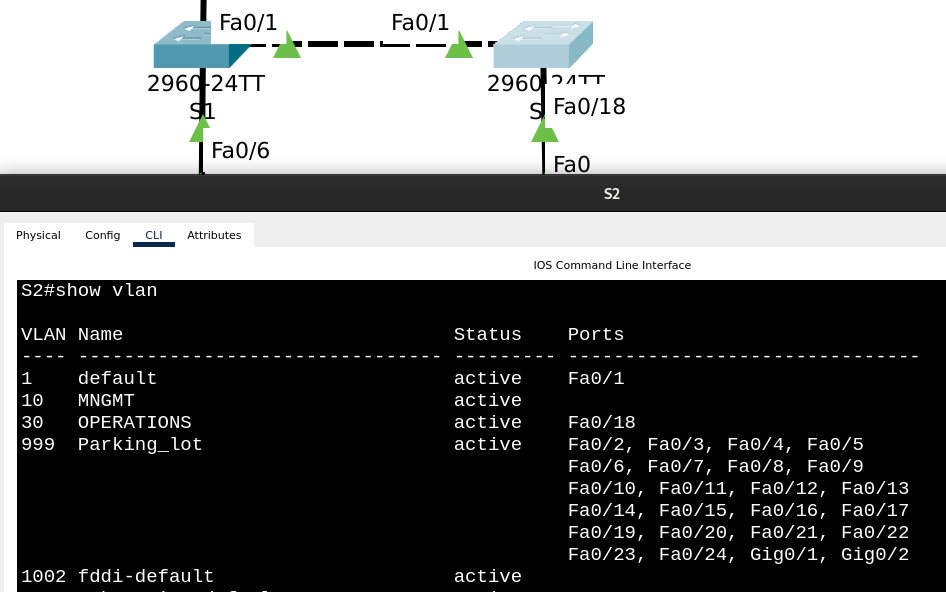 Fa0/1 Fa0/1
2960-24TT 2960-24TT
S1 S
Fa0/18
Fa0/6 Fa0
S2
Physical Config CLI Attributes
IOS Command Line Interface
S2#show vlan
VLAN Name Status Ports
---- -------------------------------- --------- -------------------------------
1 default active Fa0/1
10 MNGMT active
30 OPERATIONS active Fa0/18
999 Parking_lot active Fa0/2, Fa0/3, Fa0/4, Fa0/5
Fa0/6, Fa0/7, Fa0/8, Fa0/9
Fa0/10, Fa0/11, Fa0/12, Fa0/13
Fa0/14, Fa0/15, Fa0/16, Fa0/17
Fa0/19, Fa0/20, Fa0/21, Fa0/22
Fa0/23, Fa0/24, Gig0/1, Gig0/2
1002 fddi-default active